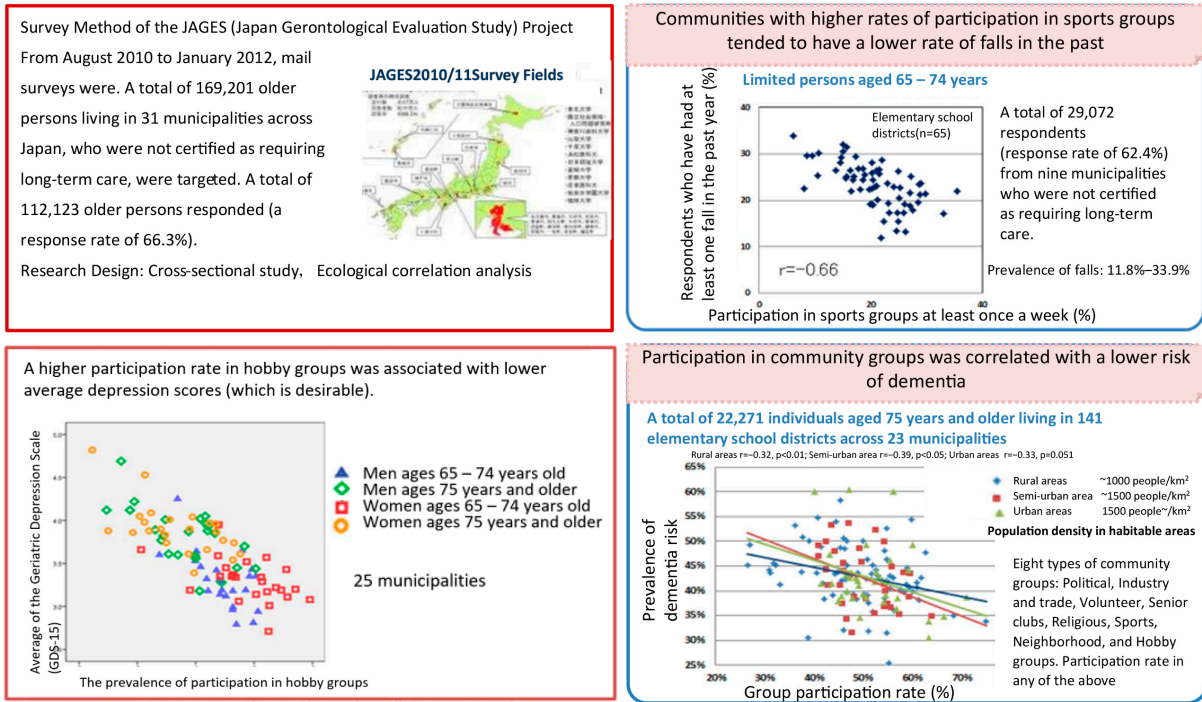 Survey Method of the JAGES (Japan Gerontological Evaluation Study) Project
From August 2010 to January 2012, mail
surveys were. A total of 169,201 older
persons living in 31 municipalities across
Japan, who were not certified as requiring
long-term care, were targeted. A total of
112,123 older persons responded (a
response rate of 66.3%).
Research Design: Cross-sectional study, Ecological correlation analysis
JAGES2010/11Survey Fields
Communities with higher rates of participation in sports groups
tended to have a lower rate of falls in the past
Limited persons aged 65 – 74 years
Respondents who have had at
least one fall in the past year (%)
40
30
20
10
0
Elementary school
districts(n=65)
r=−0.66
0
20
40
Participation in sports groups at least once a week (%)
A total of 29,072
respondents
(response rate of 62.4%)
from nine municipalities
who were not certified
as requiring long-term
care.
Prevalence of falls: 11.8%–33.9%
A higher participation rate in hobby groups was associated with lower
average depression scores (which is desirable).
Average of the Geriatric Depression Scale
(GDS-15)
5.0
4.5
4.0
3.5
3.0
The prevalence of participation in hobby groups
Men ages 65 – 74 years old
Men ages 75 years and older
Women ages 65 – 74 years old
Women ages 75 years and older
25 municipalities
Participation in community groups was correlated with a lower risk
of dementia
A total of 22,271 individuals aged 75 years and older living in 141
elementary school districts across 23 municipalities
Rural areas r=−0.32, p<0.01; Semi-urban area r=−0.39, p<0.05; Urban areas r=−0.33, p=0.051
Prevalence of
dementia risk
65%
60%
55%
50%
45%
40%
35%
30%
25%
20%
30%
40%
50%
60%
70%
Group participation rate (%)
Rural areas ~1000 people/km²
Semi-urban area ~1500 people/km²
Urban areas 1500 people~/km²
Population density in habitable areas
Eight types of community
groups: Political, Industry
and trade, Volunteer, Senior
clubs, Religious, Sports,
Neighborhood, and Hobby
groups. Participation rate in
any of the above